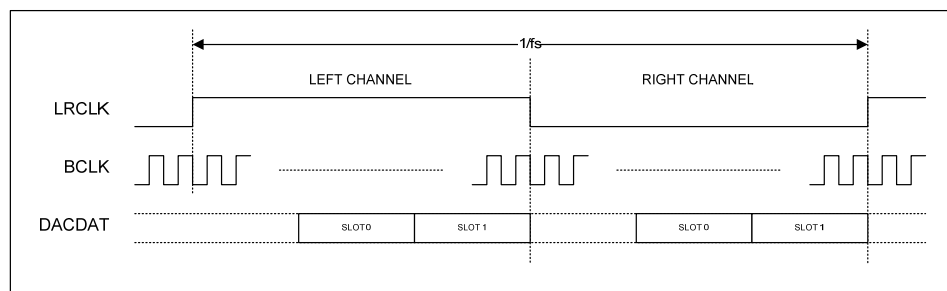 1/fs
LEFT CHANNEL RIGHT CHANNEL
LRCLK
BCLK
DACDAT
SLOT 0 SLOT 1 SLOT 0 SLOT 1